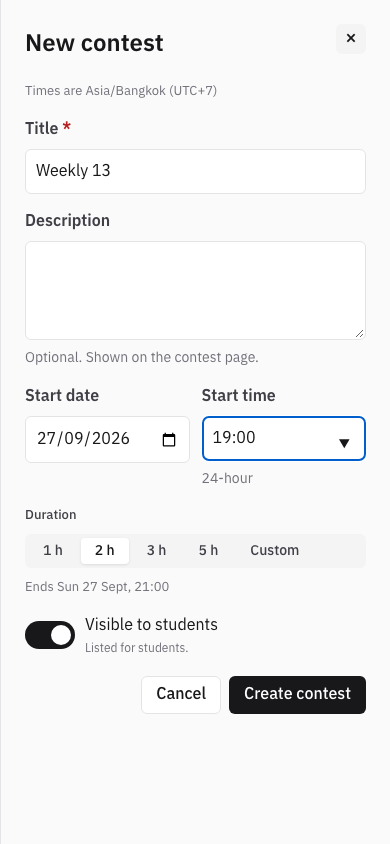 New contest
×
Times are Asia/Bangkok (UTC+7)
Title *
Weekly 13
Description
Optional. Shown on the contest page.
Start date
Start time
27/09/2026
19:00
24-hour
Duration
1 h
2 h
3 h
5 h
Custom
Ends Sun 27 Sept, 21:00
Visible to students
Listed for students.
Cancel
Create contest